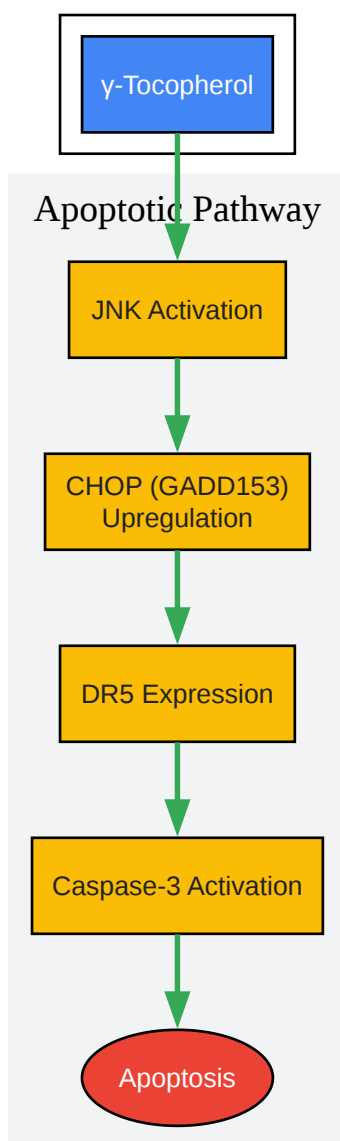 γ-Tocopherol
Apoptotic Pathway
JNK Activation
CHOP (GADD153)
Upregulation
DR5 Expression
Caspase-3 Activation
Apoptosis